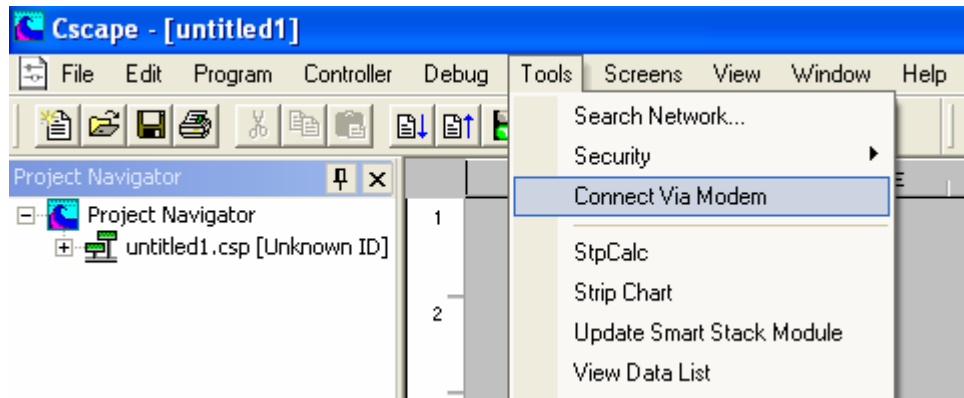 Cscape - [untitled1]
File Edit Program Controller Debug Tools Screens View Window Help
Search Network...
Security
Connect Via Modem
StpCalc
Strip Chart
Update Smart Stack Module
View Data List
Project Navigator
Project Navigator
untitled1.csp [Unknown ID]
1
2
E